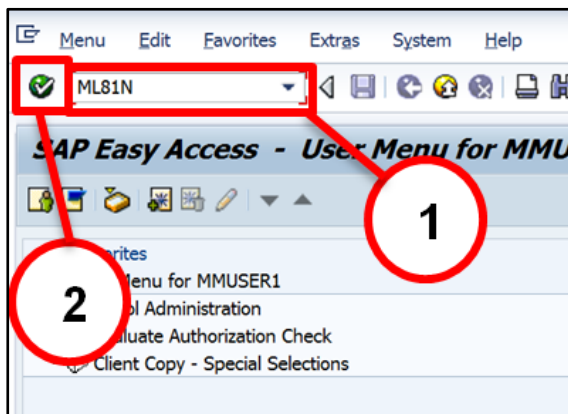 Menu Edit Favorites Extras System Help
ML81N
SAP Easy Access - User Menu for MMU
1
Menu for MMUSER1
2
Administration
Authorization Check
Client Copy - Special Selections